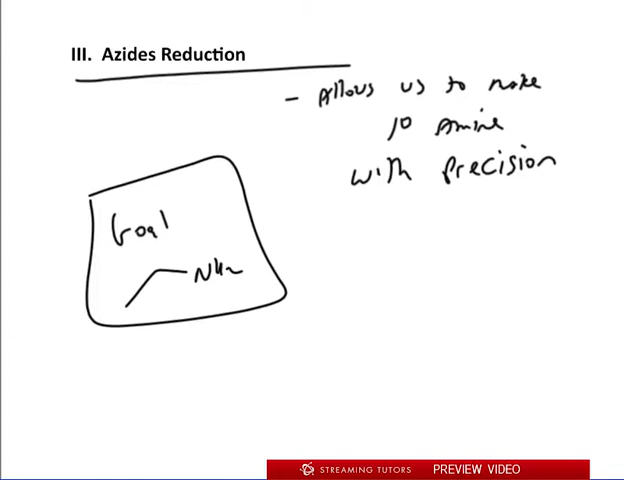 III. Azides Reduction
- Allows us to make
1° Amine
with Precision
Goal
NH2
STREAMING TUTORS PREVIEW VIDEO